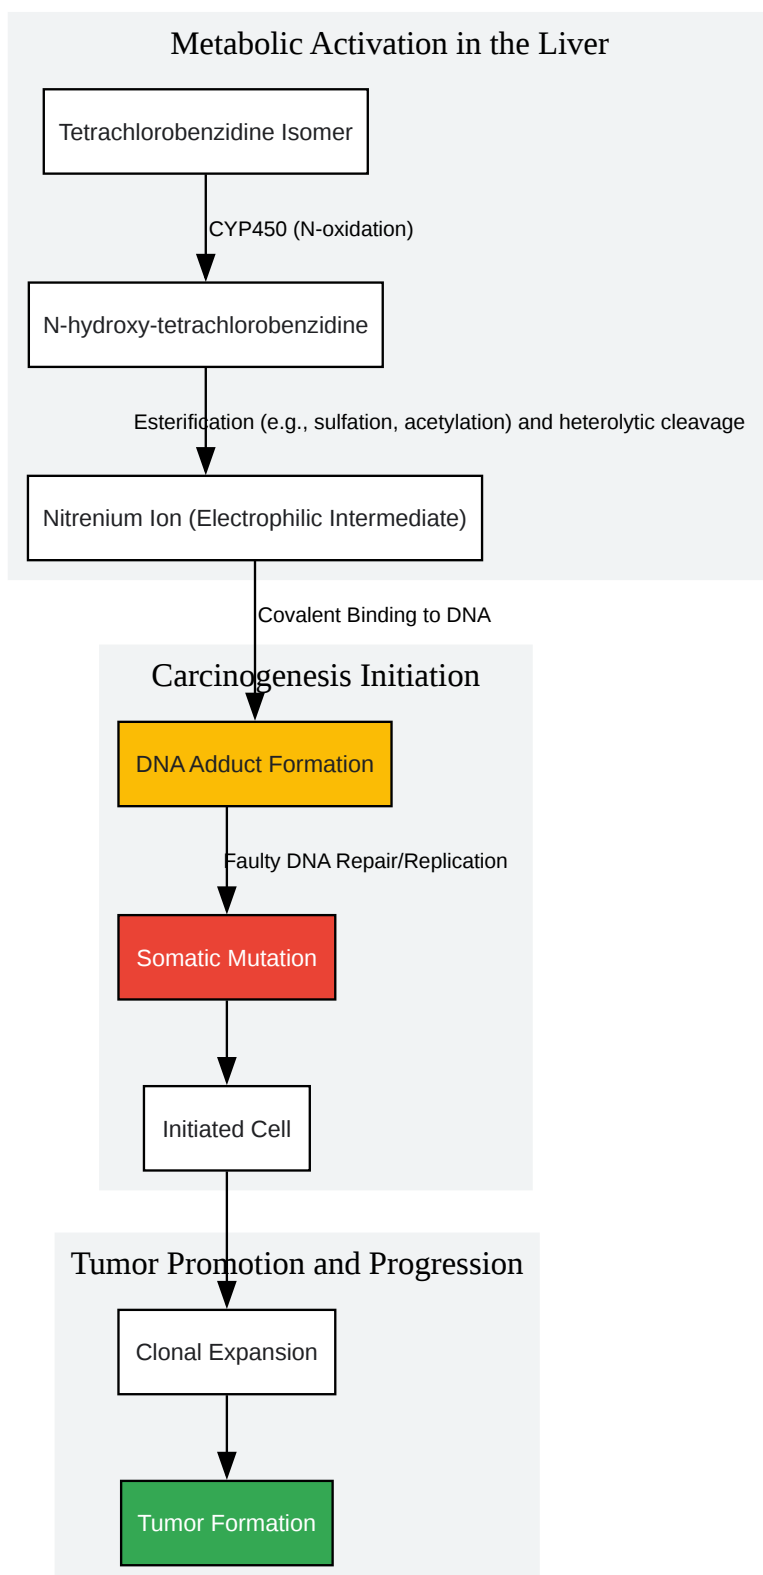 Metabolic Activation in the Liver
Tetrachlorobenzidine Isomer
CYP450 (N-oxidation)
N-hydroxy-tetrachlorobenzidine
Esterification (e.g., sulfation, acetylation) and heterolytic cleavage
Nitrenium Ion (Electrophilic Intermediate)
Covalent Binding to DNA
Carcinogenesis Initiation
DNA Adduct Formation
Faulty DNA Repair/Replication
Somatic Mutation
Initiated Cell
Tumor Promotion and Progression
Clonal Expansion
Tumor Formation